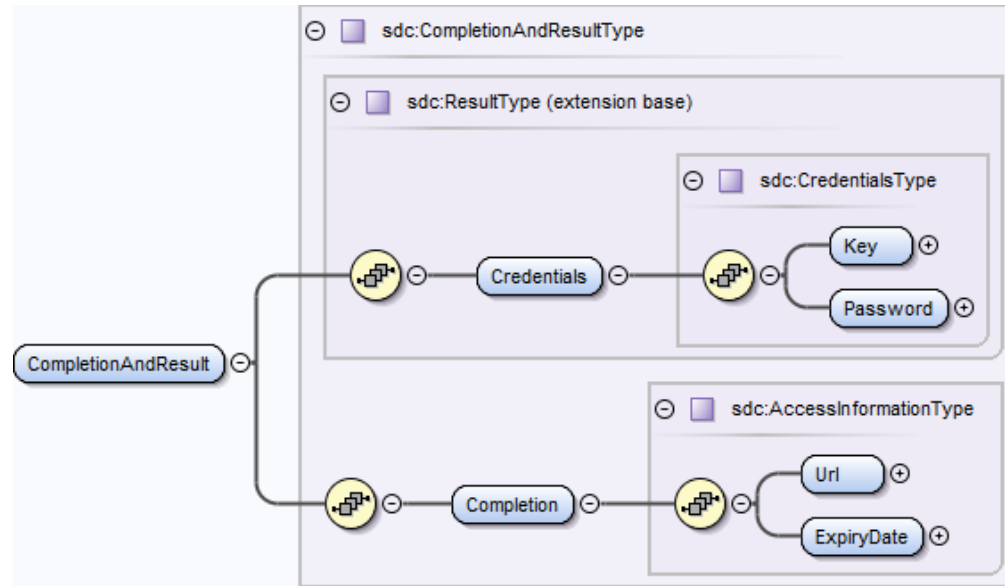 sdc:CompletionAndResultType
sdc:ResultType (extension base)
sdc:CredentialsType
Key
Credentials
Password
CompletionAndResult
sdc:AccessInformationType
Url
Completion
ExpiryDate